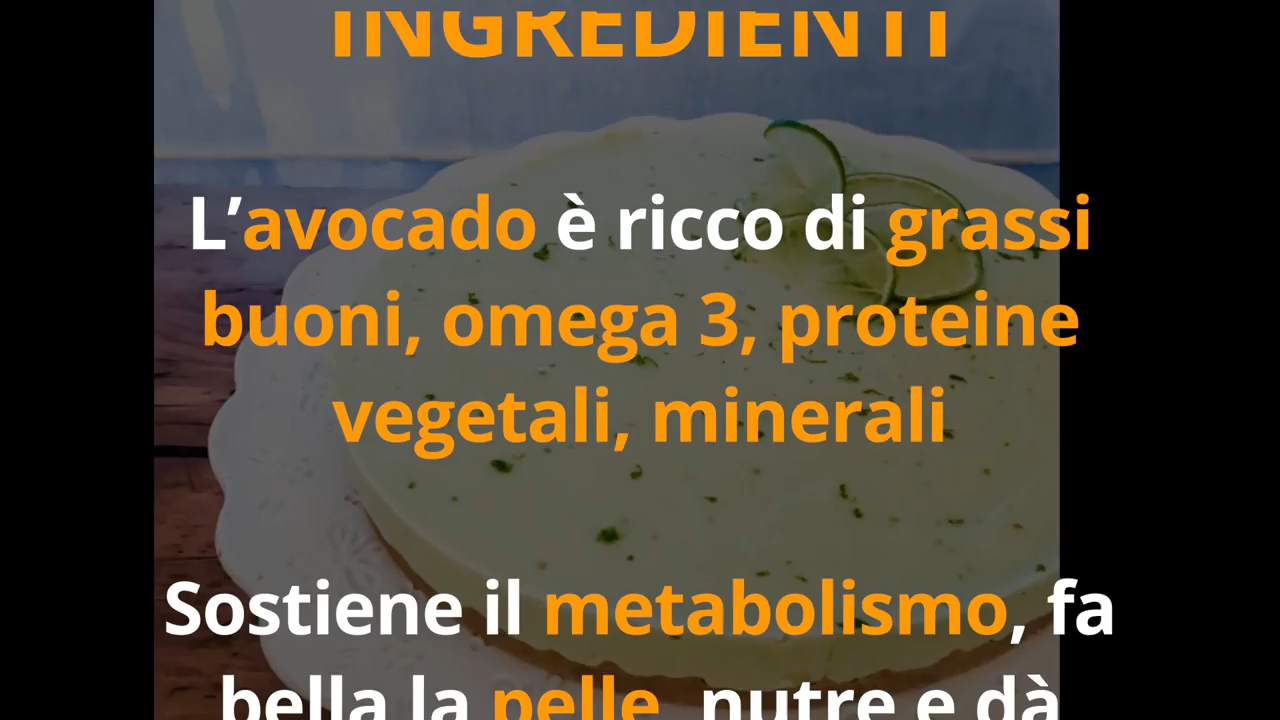 INGREDIENTI
L’avocado è ricco di grassi
buoni, omega 3, proteine
vegetali, minerali
Sostiene il metabolismo, fa
bella la pelle, nutre e dà